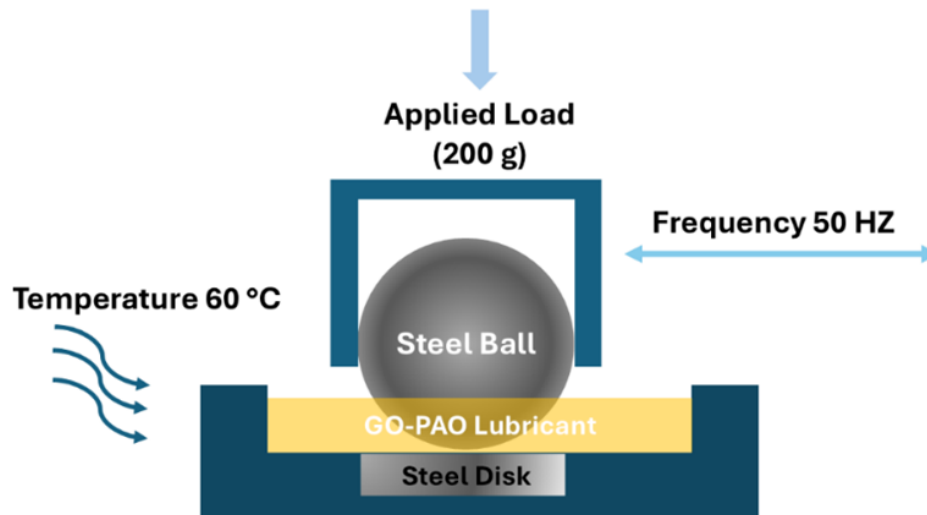 Applied Load
(200 g)
Frequency 50 HZ
Temperature 60 °C
Steel Ball
GO-PAO Lubricant
Steel Disk